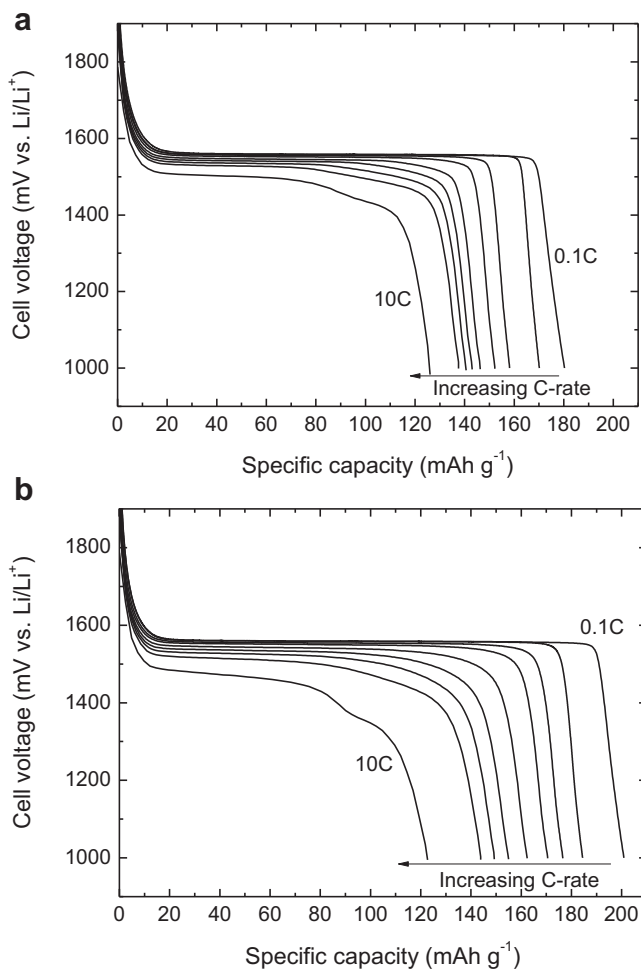 a
1800
1600
1400
1200
1000
Cell voltage (mV vs. Li/Li⁺)
0.1C
10C
Increasing C-rate
0 20 40 60 80 100 120 140 160 180 200
Specific capacity (mAh g⁻¹)
b
1800
1600
1400
1200
1000
Cell voltage (mV vs. Li/Li⁺)
0.1C
10C
Increasing C-rate
0 20 40 60 80 100 120 140 160 180 200
Specific capacity (mAh g⁻¹)